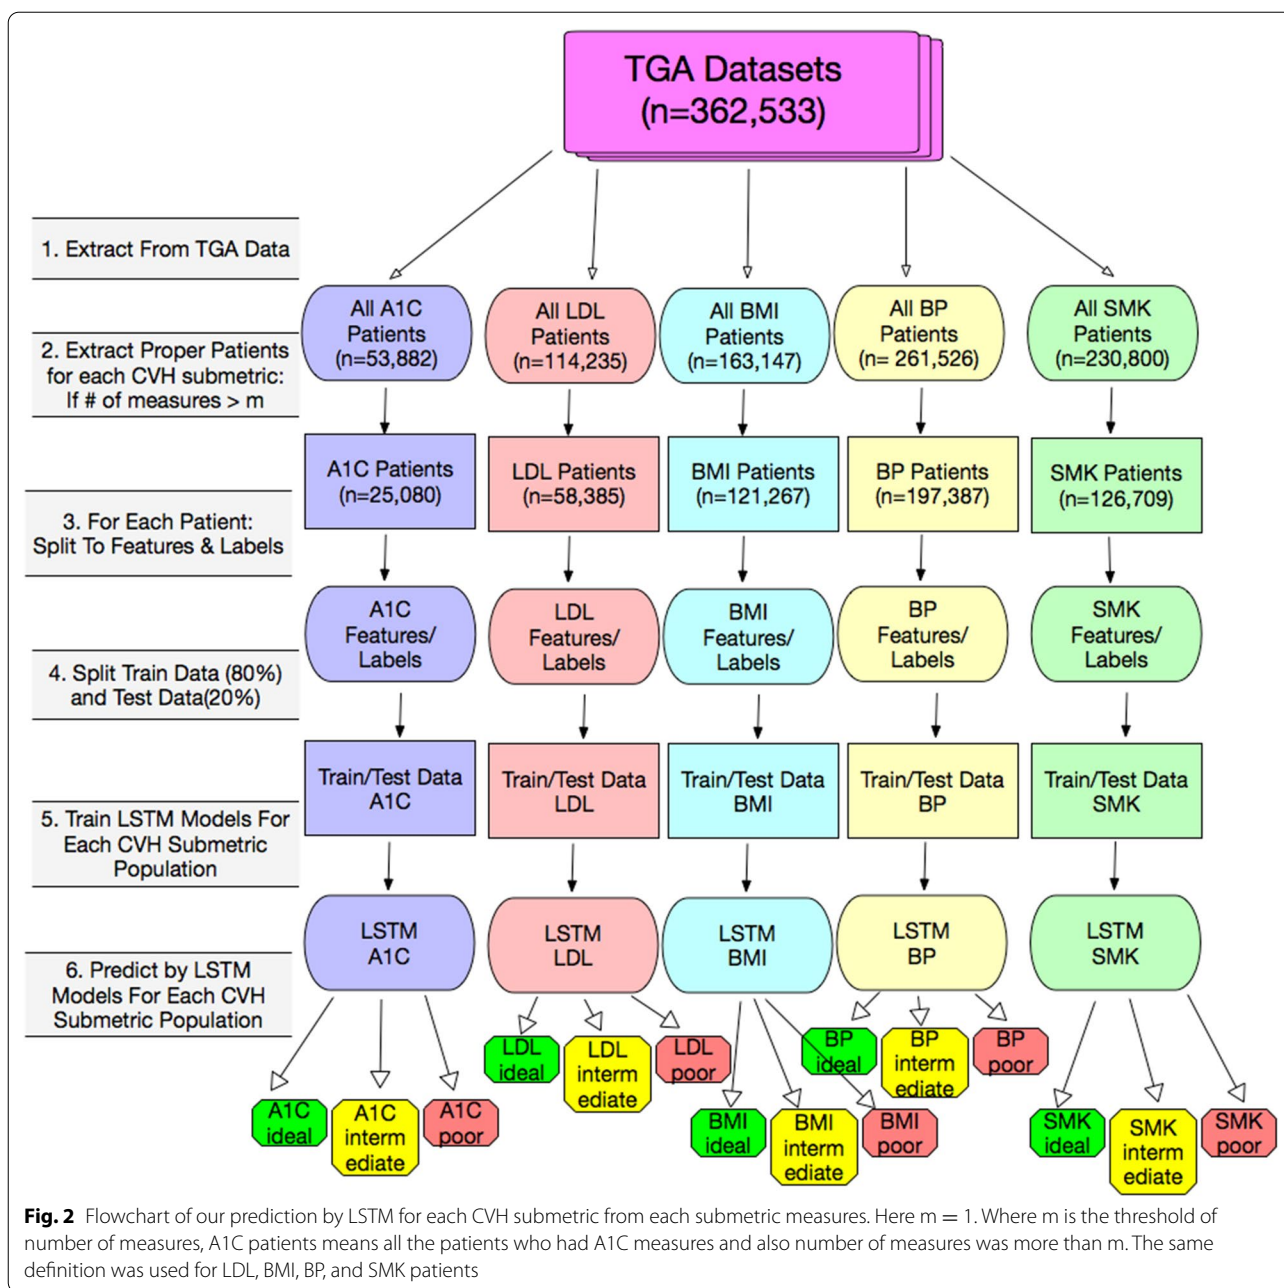 TGA Datasets
(n=362,533)
1. Extract From TGA Data
All A1C
Patients
(n=53,882)
All LDL
Patients
(n=114,235)
All BMI
Patients
(n=163,147)
All BP
Patients
(n= 261,526)
All SMK
Patients
(n=230,800)
2. Extract Proper Patients
for each CVH submetric:
If # of measures > m
A1C Patients
(n=25,080)
LDL Patients
(n=58,385)
BMI Patients
(n=121,267)
BP Patients
(n=197,387)
SMK Patients
(n=126,709)
3. For Each Patient:
Split To Features & Labels
A1C
Features/
Labels
LDL
Features/
Labels
BMI
Features/
Labels
BP
Features/
Labels
SMK
Features/
Labels
4. Split Train Data (80%)
and Test Data(20%)
Train/Test Data
A1C
Train/Test Data
LDL
Train/Test Data
BMI
Train/Test Data
BP
Train/Test Data
SMK
5. Train LSTM Models For
Each CVH Submetric
Population
LSTM
A1C
LSTM
LDL
LSTM
BMI
LSTM
BP
LSTM
SMK
6. Predict by LSTM
Models For Each CVH
Submetric Population
A1C
ideal
A1C
interm
ediate
A1C
poor
LDL
ideal
LDL
interm
ediate
LDL
poor
BMI
ideal
BMI
interm
ediate
BMI
poor
BP
ideal
BP
interm
ediate
BP
poor
SMK
ideal
SMK
interm
ediate
SMK
poor
Fig. 2 Flowchart of our prediction by LSTM for each CVH submetric from each submetric measures. Here m = 1. Where m is the threshold of
number of measures, A1C patients means all the patients who had A1C measures and also number of measures was more than m. The same
definition was used for LDL, BMI, BP, and SMK patients